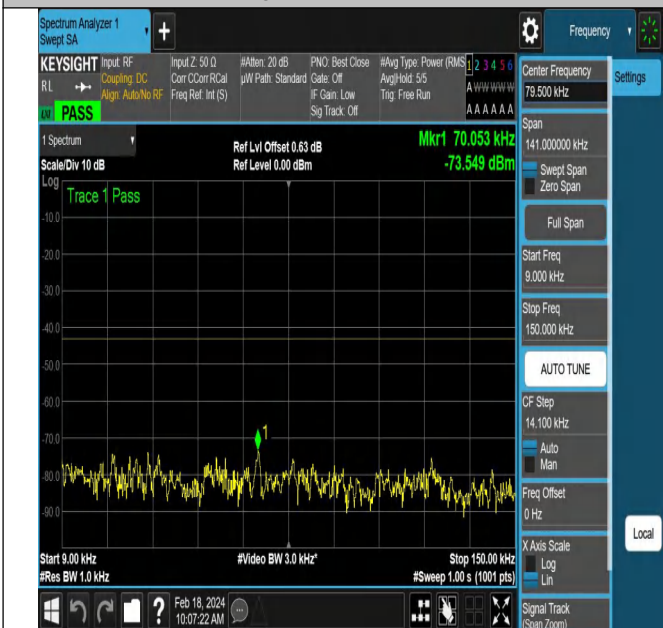 Spectrum Analyzer 1
Swept SA
+
Frequency
KEYSIGHT
RL
PASS
Input: RF
Coupling: DC
Align: Auto/No RF
Input Z: 50 Ω
Corr CCorr RCal
Freq Ref: Int (S)
#Atten: 20 dB
µW Path: Standard
PNO: Best Close
Gate: Off
IF Gain: Low
Sig Track: Off
#Avg Type: Power (RMS
Avg|Hold: 5/5
Trig: Free Run
1 2 3 4 5 6
A W W W W W
A A A A A A
1 Spectrum
Scale/Div 10 dB
Log
Ref Lvl Offset 0.63 dB
Ref Level 0.00 dBm
Mkr1 70.053 kHz
-73.549 dBm
Trace 1 Pass
-10.0
-20.0
-30.0
-40.0
-50.0
-60.0
-70.0
-80.0
-90.0
1
Start 9.00 kHz
#Res BW 1.0 kHz
#Video BW 3.0 kHz*
Stop 150.00 kHz
#Sweep 1.00 s (1001 pts)
?
Feb 18, 2024
10:07:22 AM
Center Frequency
79.500 kHz
Settings
Span
141.000000 kHz
Swept Span
Zero Span
Full Span
Start Freq
9.000 kHz
Stop Freq
150.000 kHz
AUTO TUNE
CF Step
14.100 kHz
Auto
Man
Freq Offset
0 Hz
X Axis Scale
Log
Lin
Local
Signal Track
(Span Zoom)